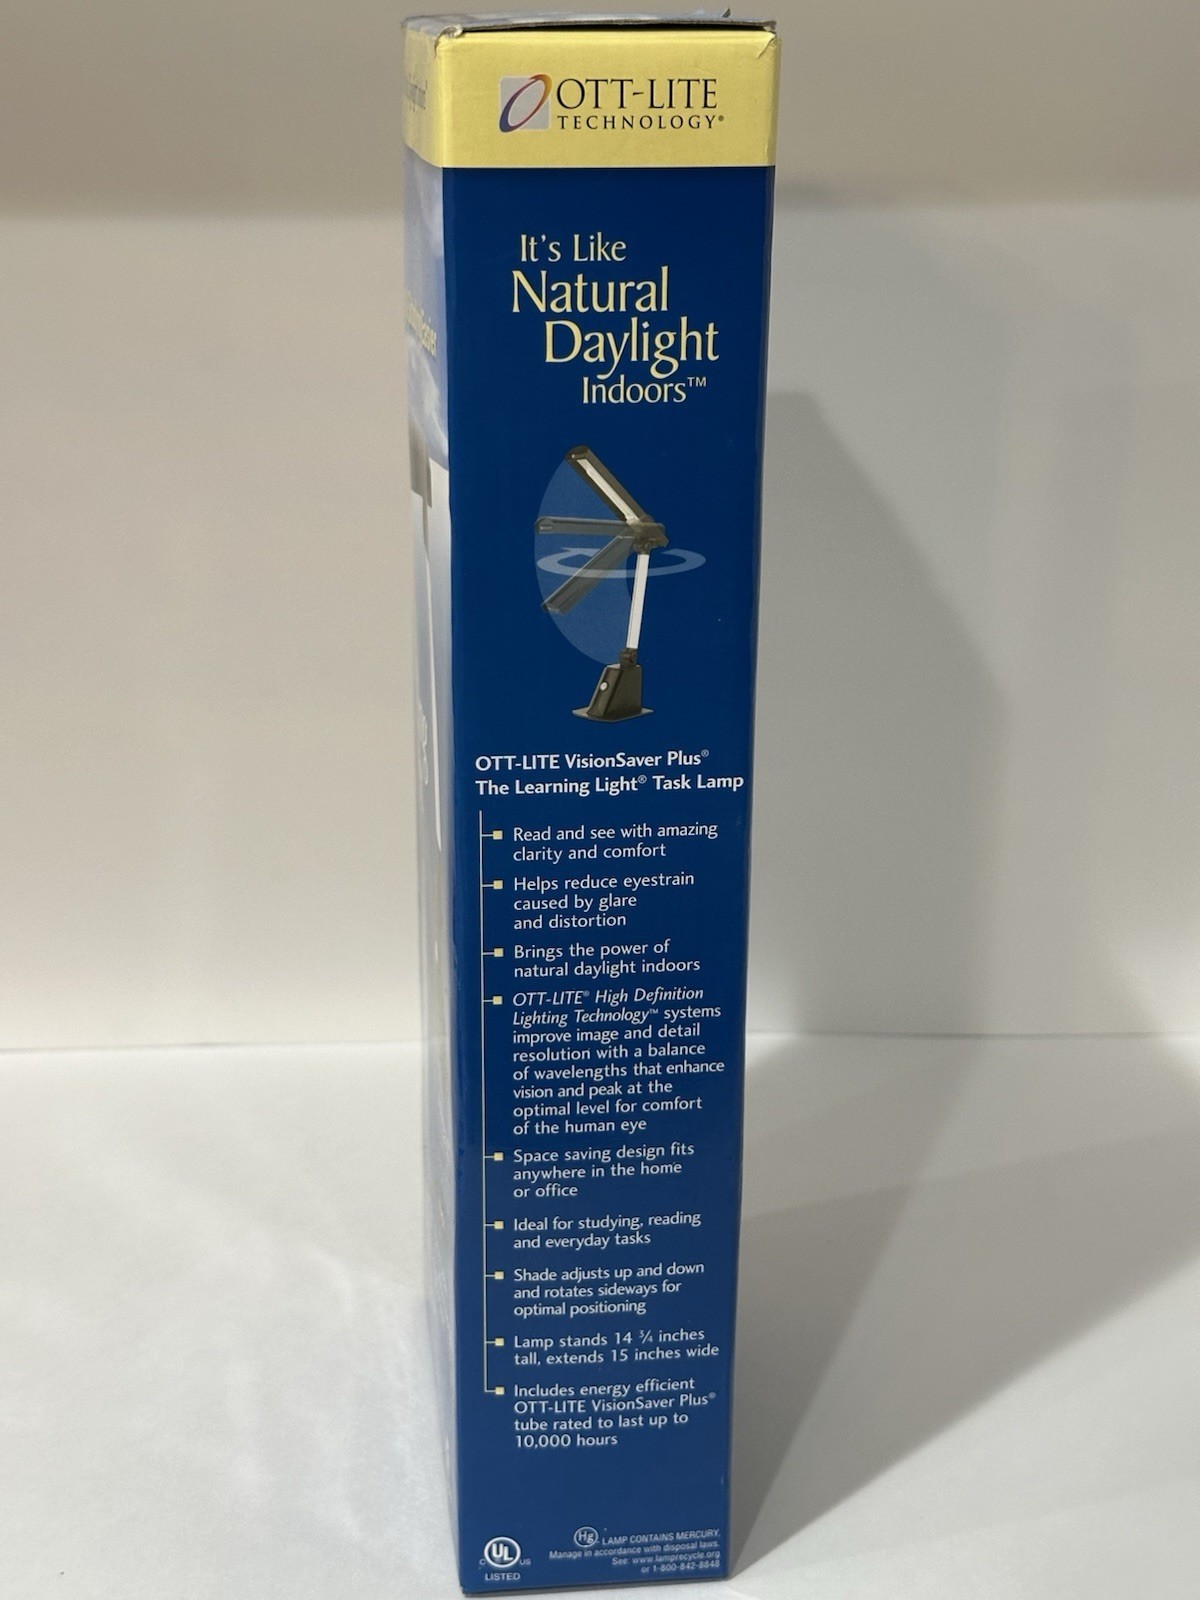 OTT-LITE
TECHNOLOGY®
It's Like
Natural
Daylight
Indoors™
OTT-LITE VisionSaver Plus®
The Learning Light® Task Lamp
Read and see with amazing
clarity and comfort
Helps reduce eyestrain
caused by glare
and distortion
Brings the power of
natural daylight indoors
OTT-LITE® High Definition
Lighting Technology™ systems
improve image and detail
resolution with a balance
of wavelengths that enhance
vision and peak at the
optimal level for comfort
of the human eye
Space saving design fits
anywhere in the home
or office
Ideal for studying, reading
and everyday tasks
Shade adjusts up and down
and rotates sideways for
optimal positioning
Lamp stands 14 ¾ inches
tall, extends 15 inches wide
Includes energy efficient
OTT-LITE VisionSaver Plus®
tube rated to last up to
10,000 hours
C UL US
LISTED
Hg LAMP CONTAINS MERCURY.
Manage in accordance with disposal laws.
See: www.lamprecycle.org
or 1-800-842-8848